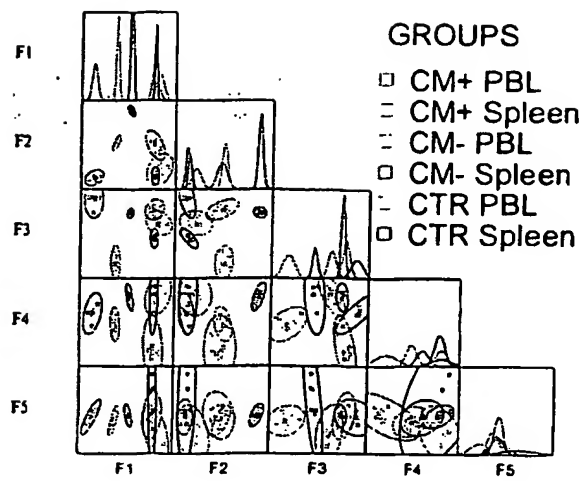 GROUPS
CM+ PBL
CM+ Spleen
CM- PBL
CM- Spleen
CTR PBL
CTR Spleen
F1
F2
F3
F4
F5
F1 F2 F3 F4 F5